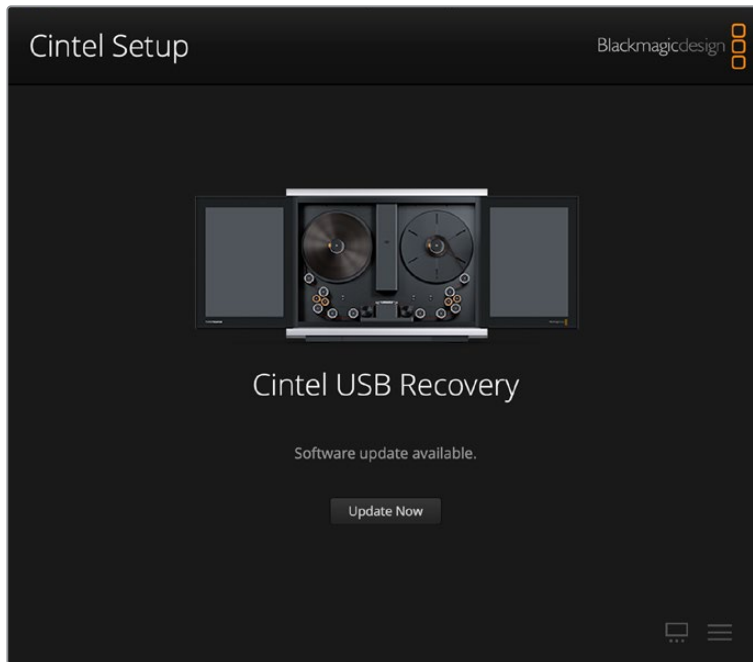 Cintel Setup
Blackmagicdesign
Cintel USB Recovery
Software update available.
Update Now